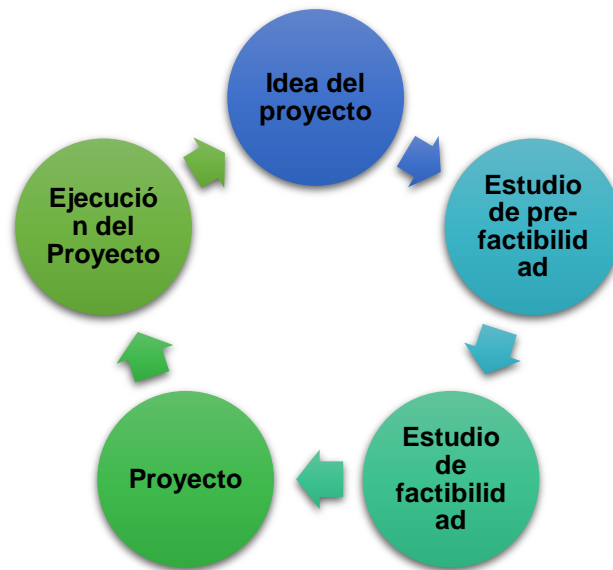 Idea del
proyecto
Estudio
de pre-
factibilid
ad
Estudio
de
factibilid
ad
Proyecto
Ejecució
n del
Proyecto